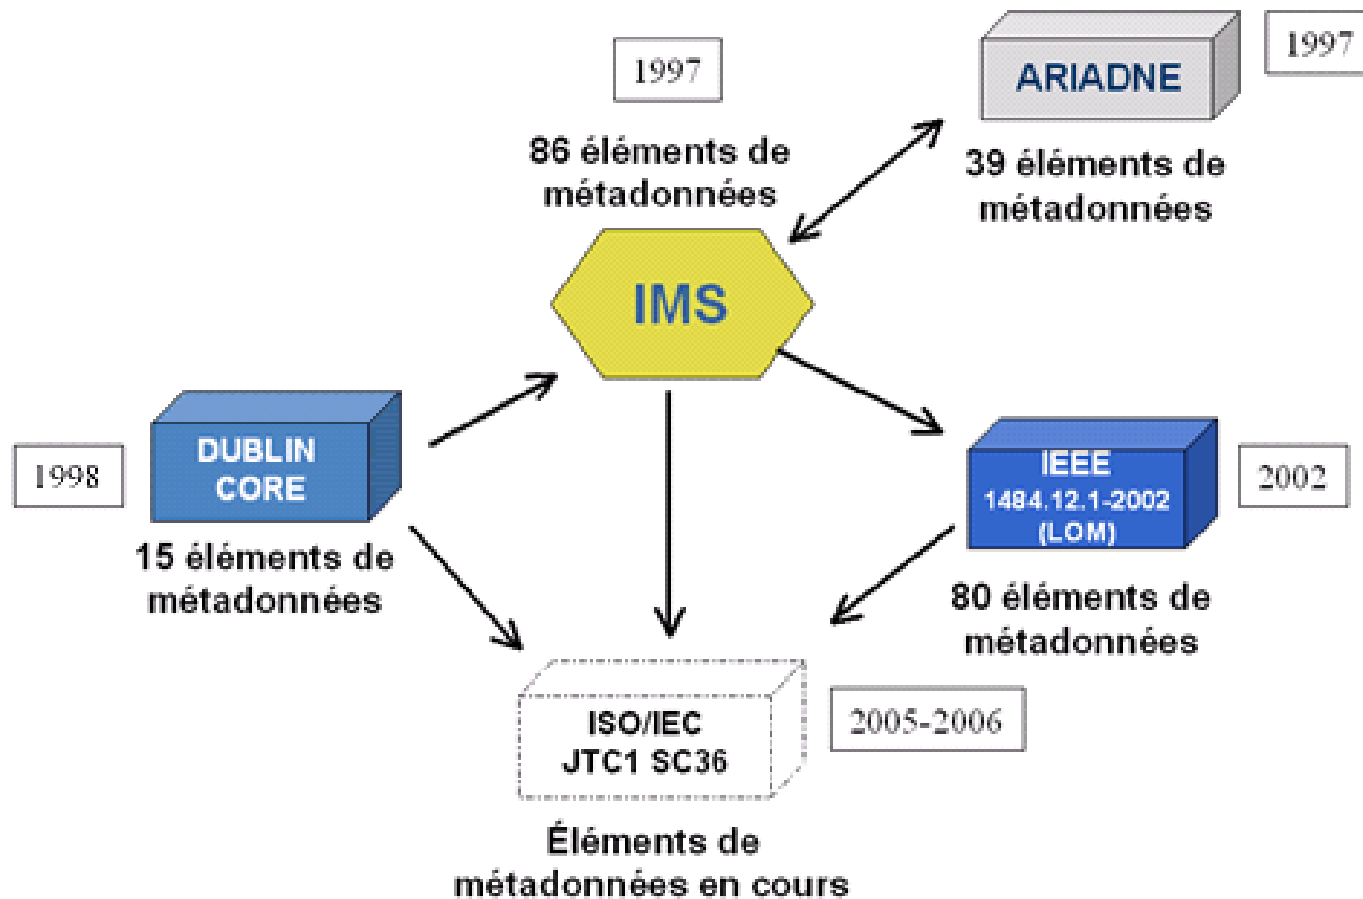 1997
86 éléments de
métadonnées
IMS
ARIADNE
1997
39 éléments de
métadonnées
1998
DUBLIN
CORE
15 éléments de
métadonnées
IEEE
1484.12.1-2002
(LOM)
2002
80 éléments de
métadonnées
ISO/IEC
JTC1 SC36
2005-2006
Éléments de
métadonnées en cours